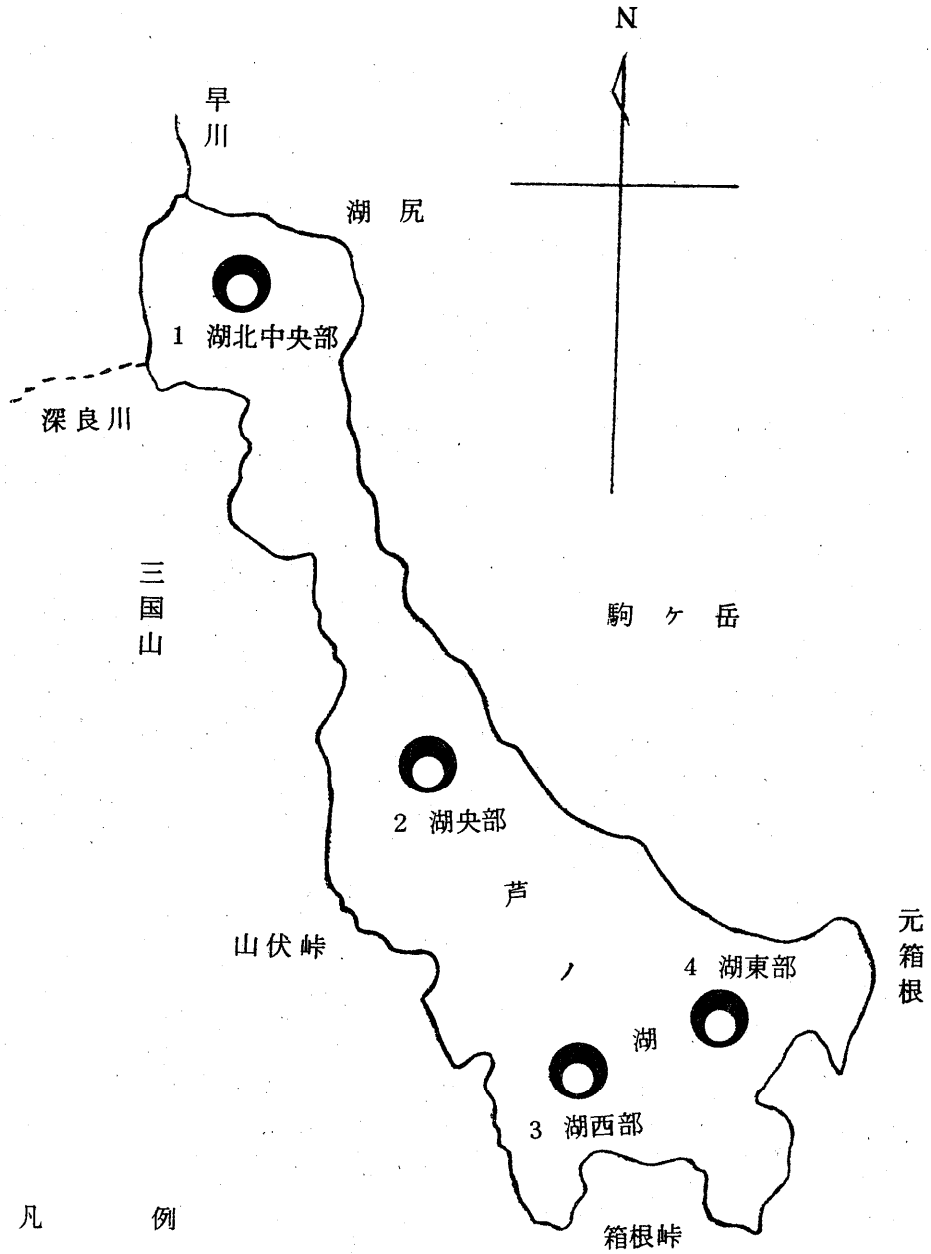 N
早川
湖尻
1 湖北中央部
深良川
三国山
駒ヶ岳
2 湖央部
芦ノ湖
山伏峠
元箱根
4 湖東部
3 湖西部
箱根峠
凡例